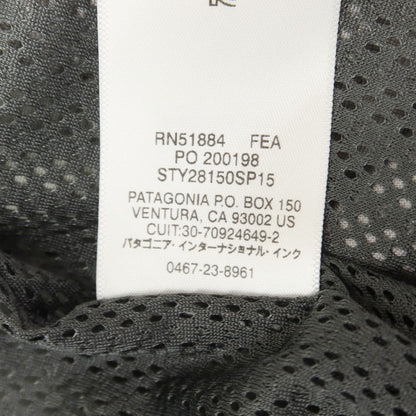 RN51884 FEA
PO 200198
STY28150SP15
PATAGONIA P.O. BOX 150
VENTURA, CA 93002 US
CUIT:30-70924649-2
パタゴニア・インターナショナル・インク
0467-23-8961